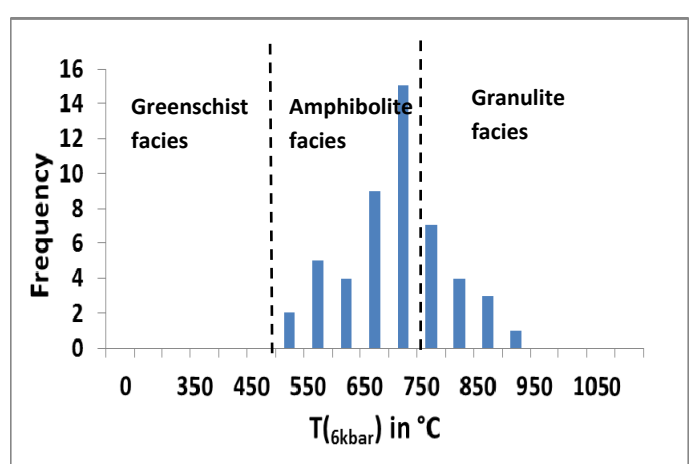 16
14
12
10
8
6
4
2
0
Frequency
Greenschist
facies
Amphibolite
facies
Granulite
facies
0 350 450 550 650 750 850 950 1050
T(6kbar) in °C